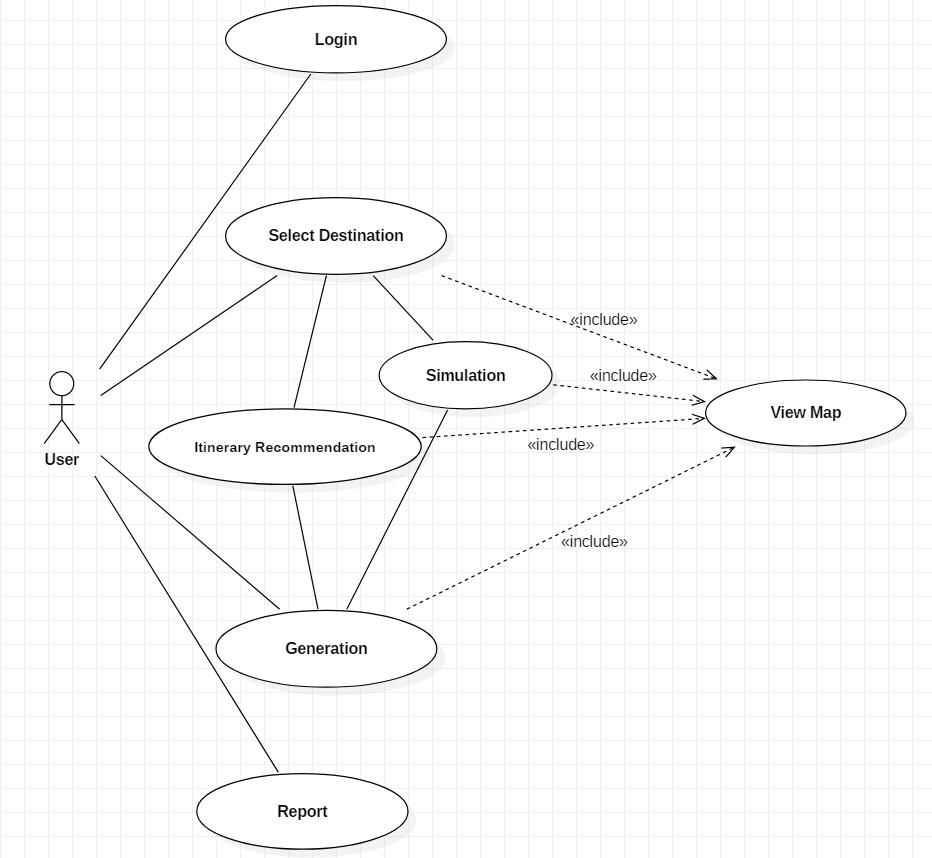 Login
Select Destination
«include»
Simulation
«include»
View Map
Itinerary Recommendation
«include»
User
«include»
Generation
Report